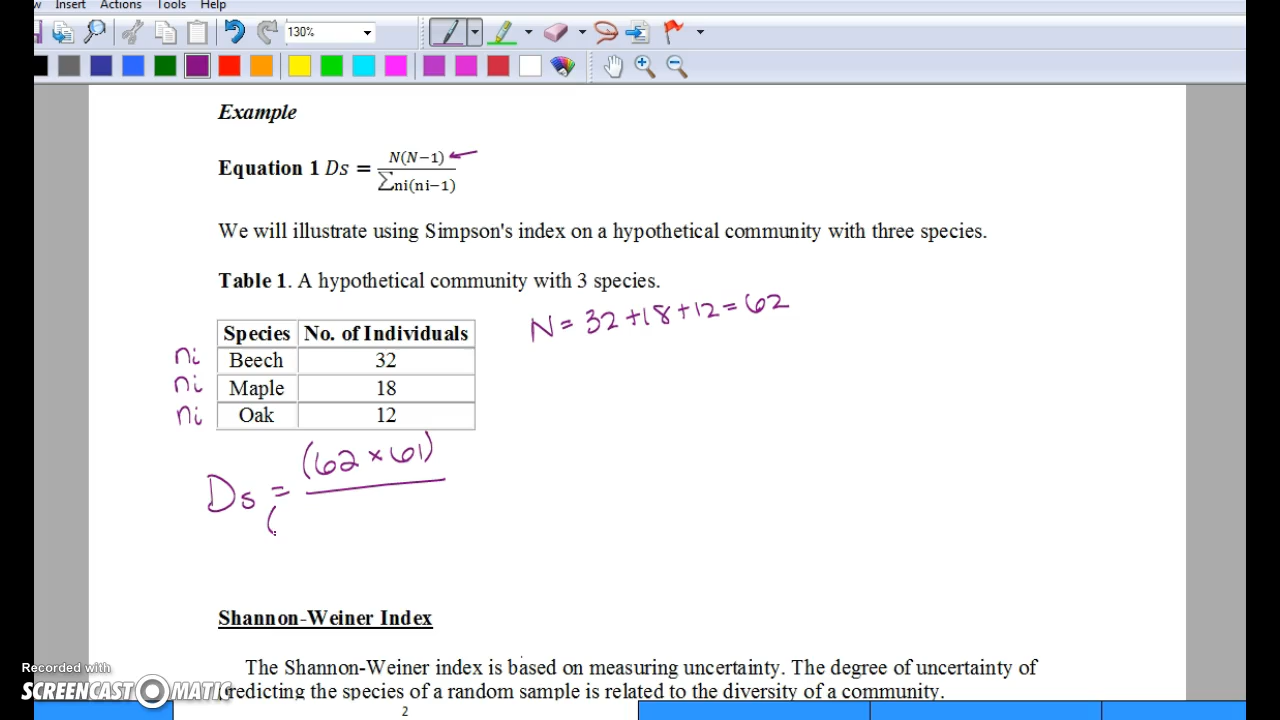 Insert Actions Tools Help
130%
Example
Equation 1 Ds = N(N−1) / ∑ni(ni−1)
We will illustrate using Simpson's index on a hypothetical community with three species.
Table 1. A hypothetical community with 3 species.
N = 32 + 18 + 12 = 62
Species No. of Individuals
ni Beech 32
ni Maple 18
ni Oak 12
(62 × 61)
Ds =
(
Shannon-Weiner Index
The Shannon-Weiner index is based on measuring uncertainty. The degree of uncertainty of
predicting the species of a random sample is related to the diversity of a community.
Recorded with
SCREENCAST MATIC
2